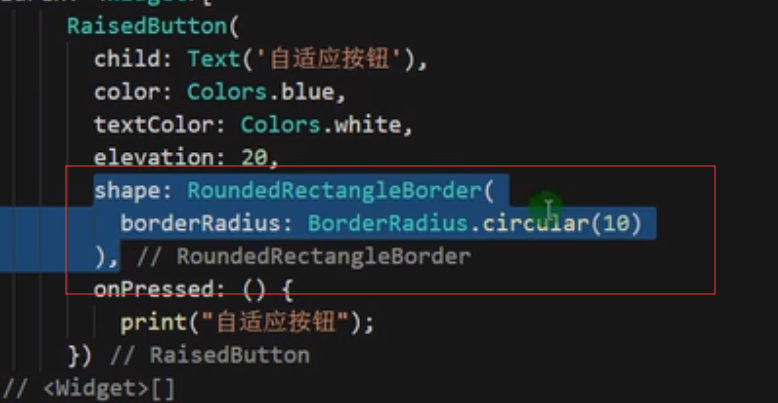 RaisedButton(
child: Text('自适应按钮'),
color: Colors.blue,
textColor: Colors.white,
elevation: 20,
shape: RoundedRectangleBorder(
borderRadius: BorderRadius.circular(10)
), // RoundedRectangleBorder
onPressed: () {
print("自适应按钮");
}) // RaisedButton
// <Widget>[]